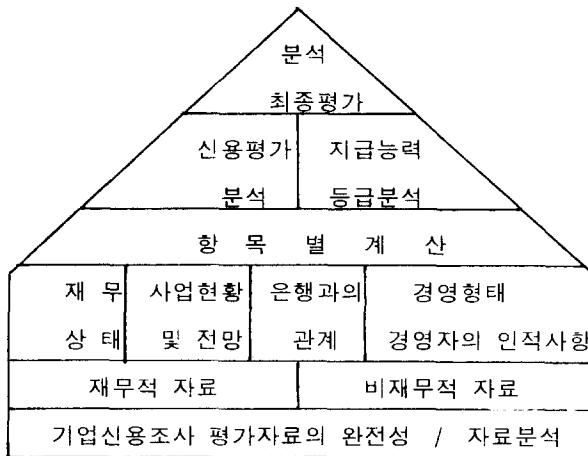 분석
최종평가
신용평가 지급능력
분석 등급분석
항 목 별 계 산
재 무 사업현황 은행과의 경영형태
상 태 및 전망 관계 경영자의 인적사항
재무적 자료 비재무적 자료
기업신용조사 평가자료의 완전성 / 자료분석